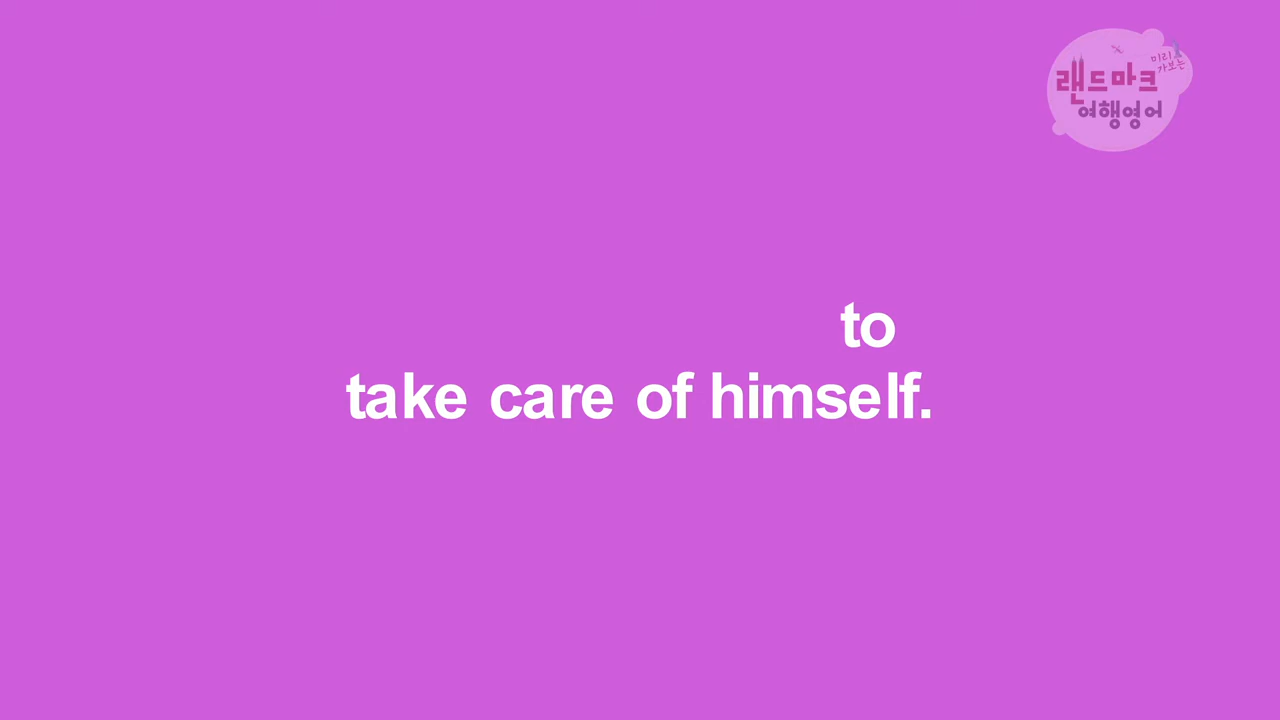 미리
가보는
랜드마크
여행영어
to
take care of himself.